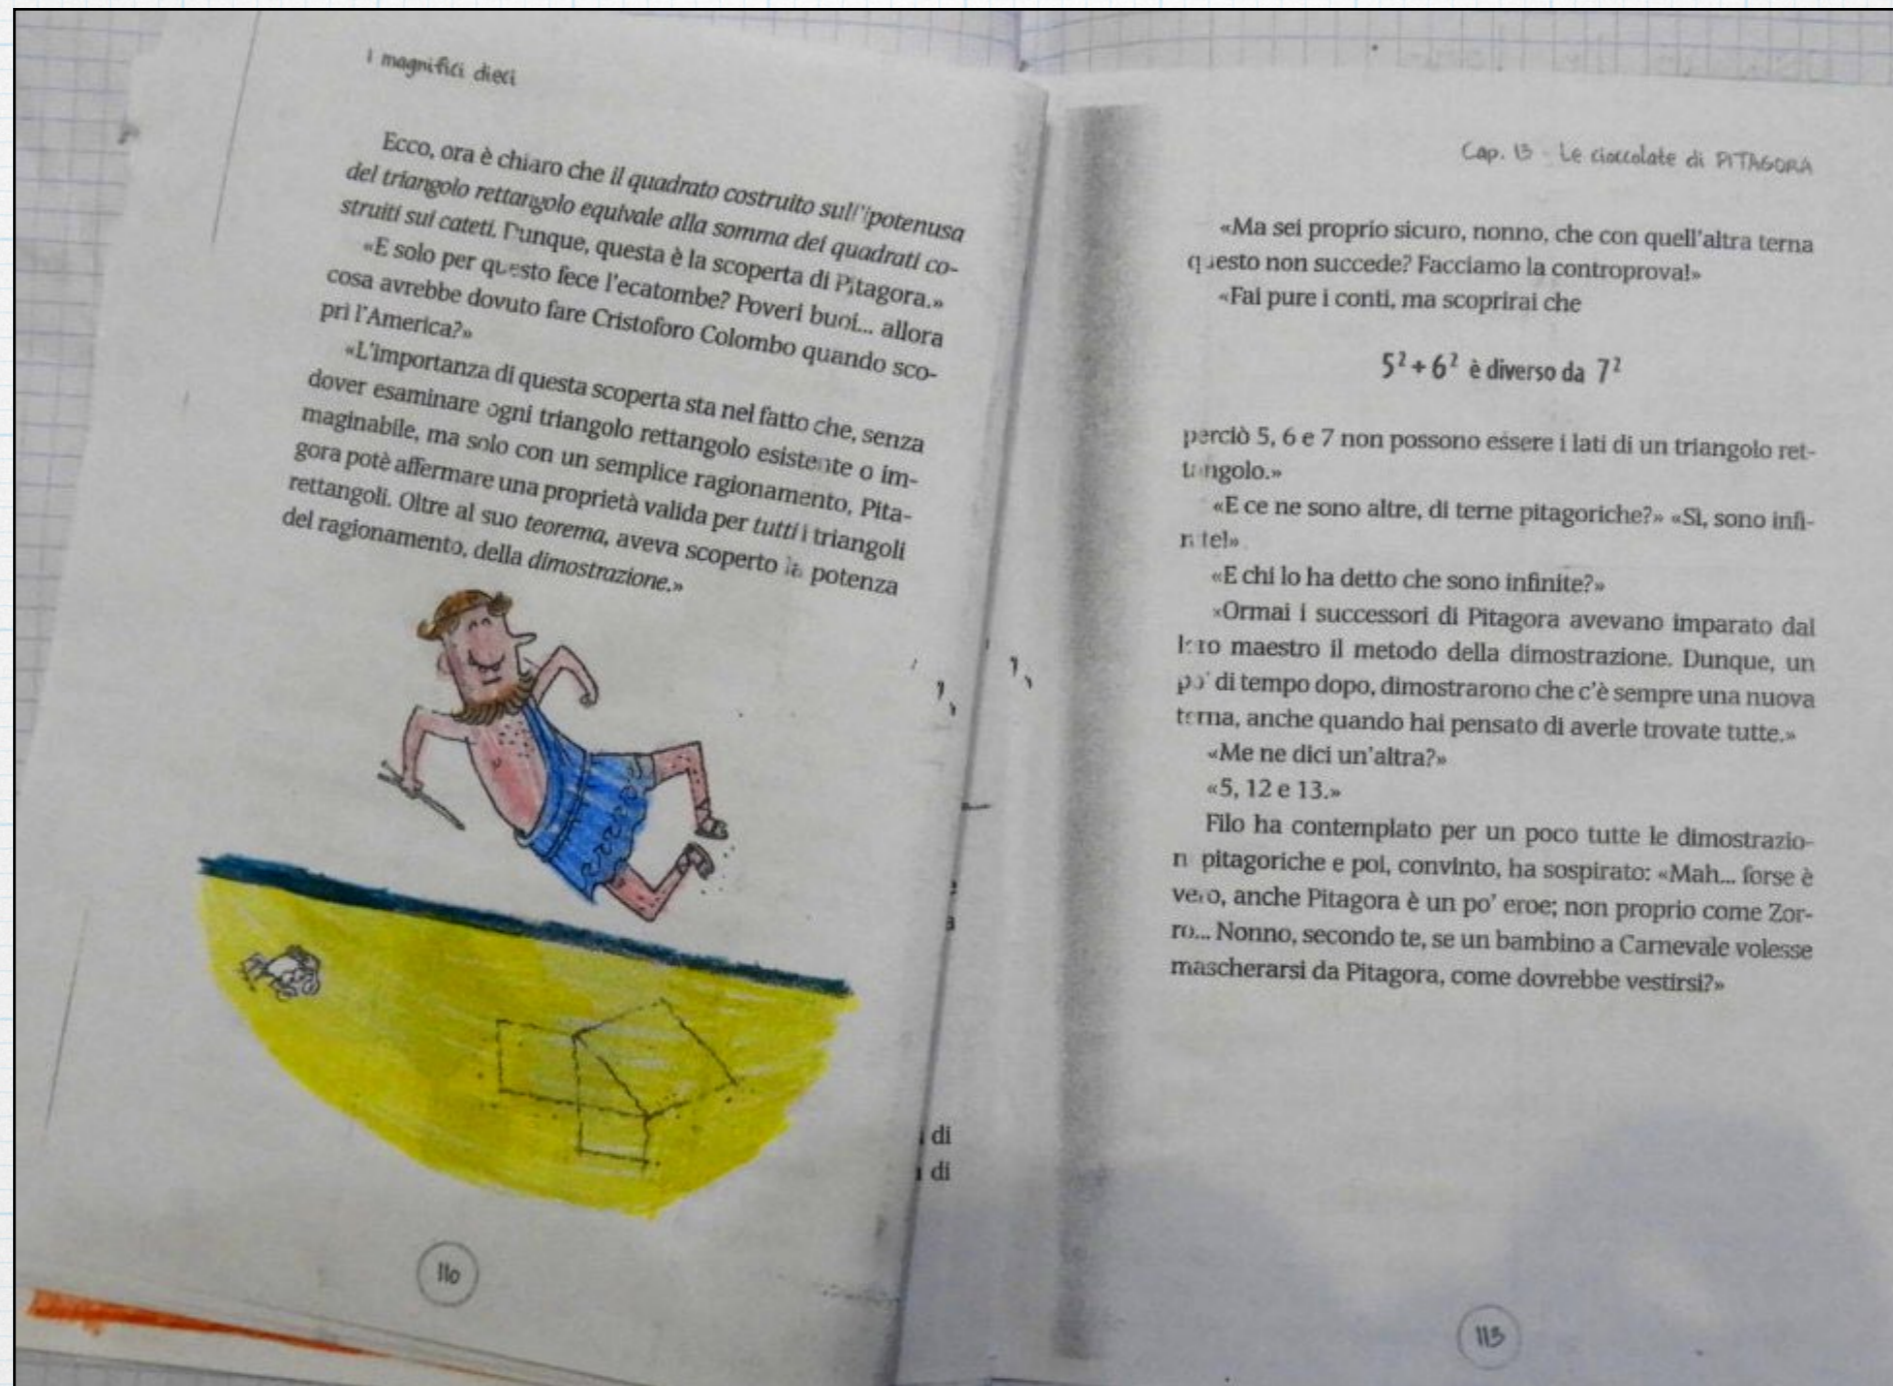 I magnifici dieci
Ecco, ora è chiaro che il quadrato costruito sull'ipotenusa
del triangolo rettangolo equivale alla somma dei quadrati co-
struiti sui cateti. Dunque, questa è la scoperta di Pitagora.»
«E solo per questo fece l'ecatombe? Poveri buoi... allora
cosa avrebbe dovuto fare Cristoforo Colombo quando sco-
prì l'America?»
«L'importanza di questa scoperta sta nel fatto che, senza
dover esaminare ogni triangolo rettangolo esistente o im-
maginabile, ma solo con un semplice ragionamento, Pita-
gora potè affermare una proprietà valida per tutti i triangoli
rettangoli. Oltre al suo teorema, aveva scoperto la potenza
del ragionamento, della dimostrazione.»
di
di
110
Cap. 13 - Le cioccolate di PITAGORA
«Ma sei proprio sicuro, nonno, che con quell'altra terna
questo non succede? Facciamo la controprova!»
«Fai pure i conti, ma scoprirai che
5² + 6² è diverso da 7²
perciò 5, 6 e 7 non possono essere i lati di un triangolo ret-
tangolo.»
«E ce ne sono altre, di terne pitagoriche?» «Sì, sono infi-
nite!»
«E chi lo ha detto che sono infinite?»
«Ormai i successori di Pitagora avevano imparato dal
loro maestro il metodo della dimostrazione. Dunque, un
po' di tempo dopo, dimostrarono che c'è sempre una nuova
terna, anche quando hai pensato di averle trovate tutte.»
«Me ne dici un'altra?»
«5, 12 e 13.»
Filo ha contemplato per un poco tutte le dimostrazio-
ni pitagoriche e poi, convinto, ha sospirato: «Mah... forse è
vero, anche Pitagora è un po' eroe; non proprio come Zor-
ro... Nonno, secondo te, se un bambino a Carnevale volesse
mascherarsi da Pitagora, come dovrebbe vestirsi?»
113